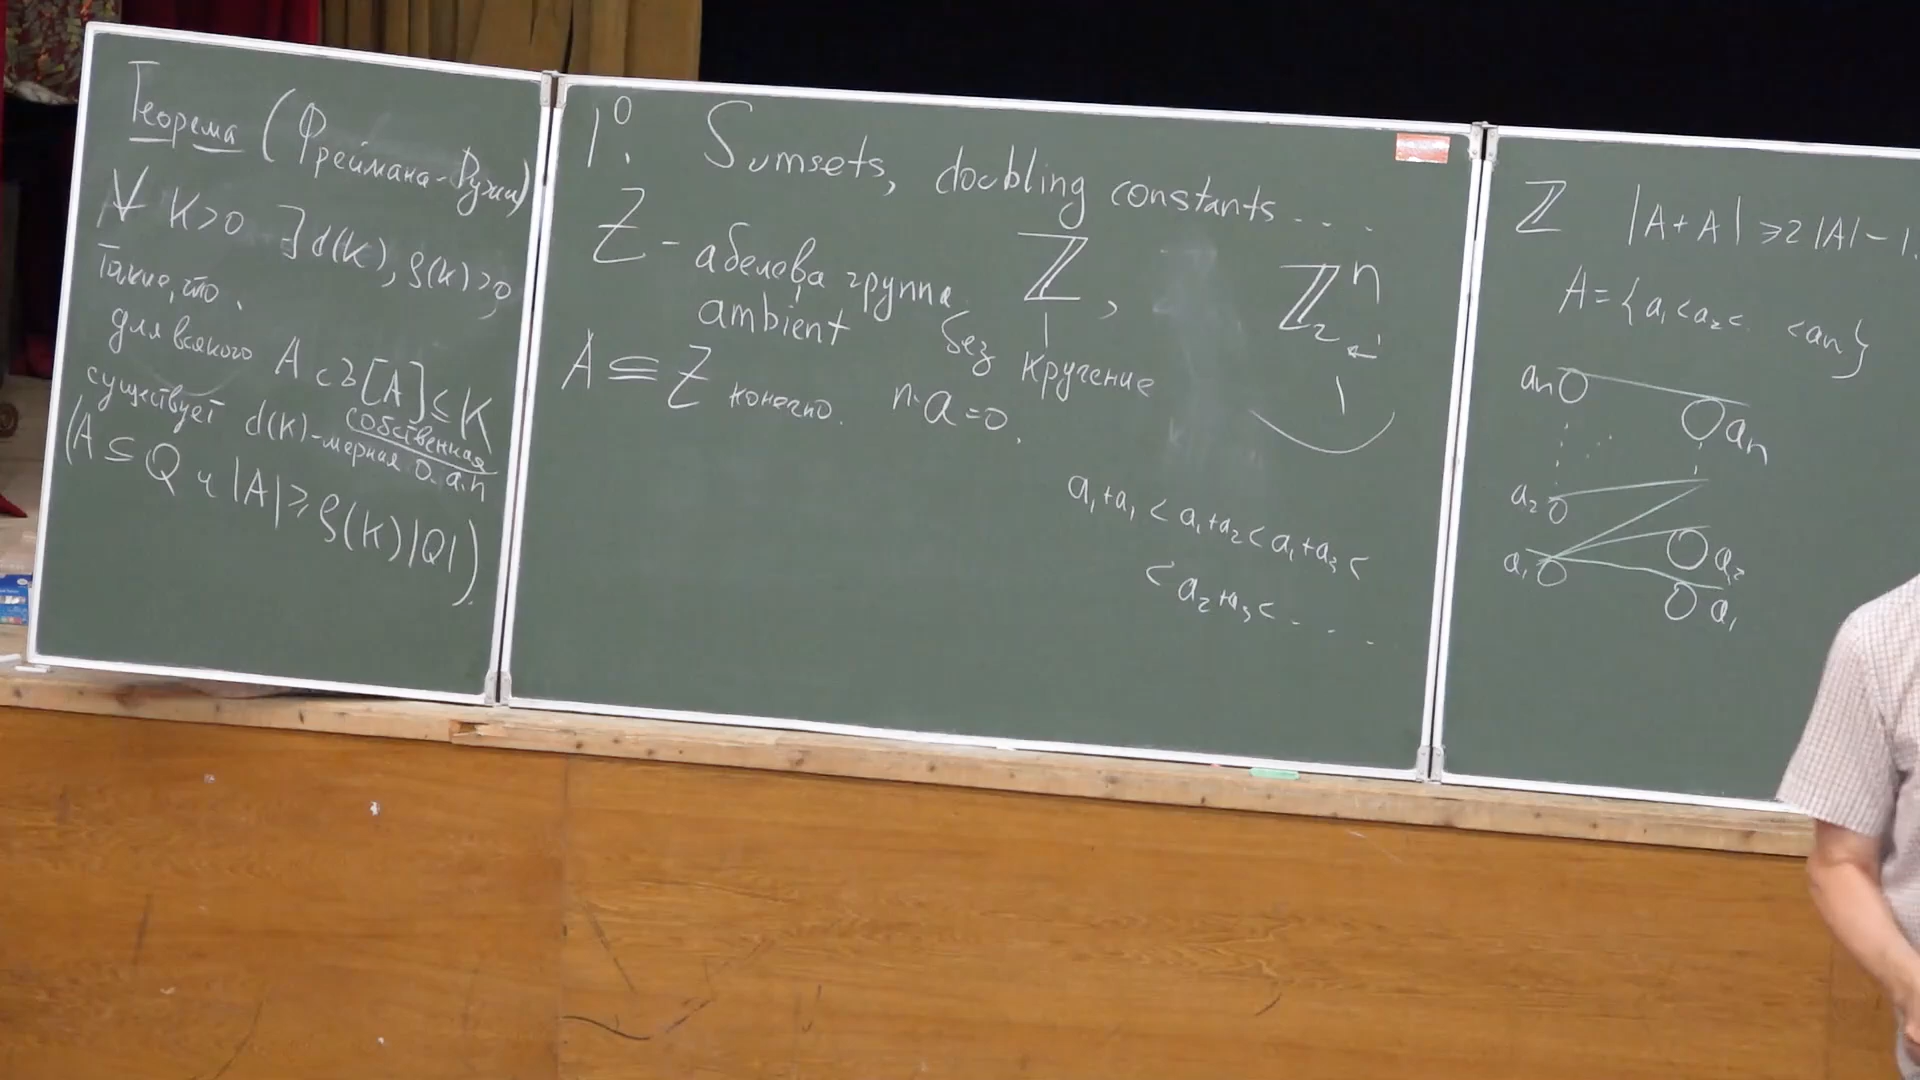 Теорема (Фреймана-Ружи)
∀ K>0 ∃ d(K), ρ(K)>0
такие, что
для всякого A с σ[A] ≤ K
существует d(K)-мерная собственная о.а.п
(A ⊆ Q и |A| ≥ ρ(K)|Q|).
1⁰. Sumsets, doubling constants....
Z - абелева группа ℤ, ℤ₂ⁿ
ambient без кручение
A ⊆ Z конечно. n·a=0.
a₁+a₁ < a₁+a₂ < a₁+a₃ <
< a₂+a₃ < ....
ℤ |A+A| ≥ 2|A|-1.
A={a₁<a₂<. <aₙ}
aₙ
aₙ
a₂
a₂
a₁
a₁